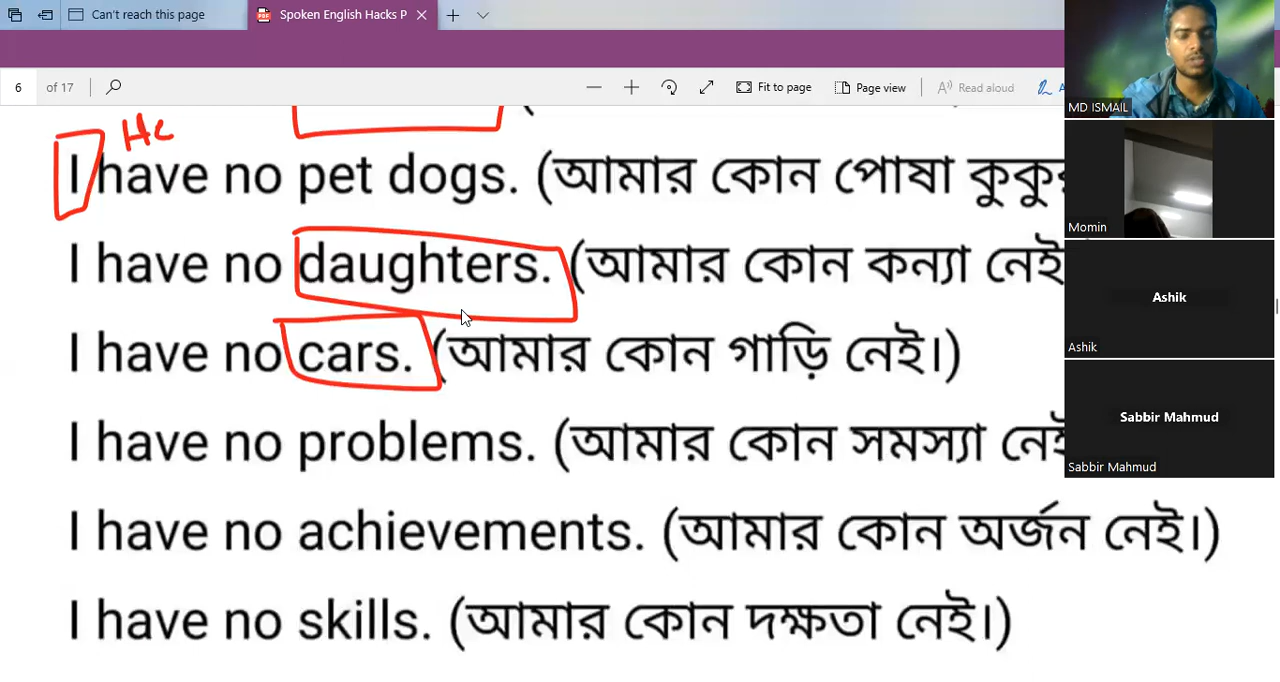 Can't reach this page
Spoken English Hacks P
6 of 17
Fit to page
Page view
Read aloud
MD ISMAIL
He
I have no pet dogs. (আমার কোন পোষা
I have no daughters. (আমার কোন কন্যা নেই
I have no cars. (আমার কোন গাড়ি নেই।)
I have no problems. (আমার কোন সমস্যা নেই
I have no achievements. (আমার কোন অর্জন নেই।)
I have no skills. (আমার কোন দক্ষতা নেই।)
Momin
Ashik
Ashik
Sabbir Mahmud
Sabbir Mahmud